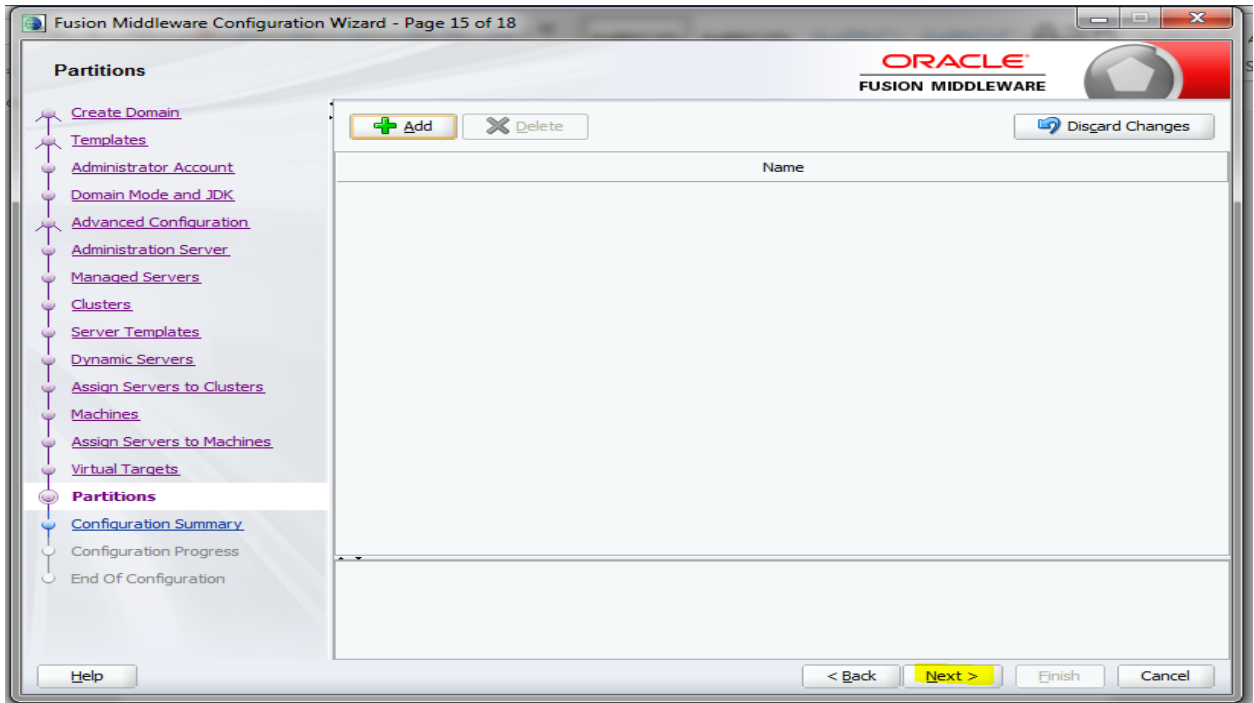 Fusion Middleware Configuration Wizard - Page 15 of 18
Partitions
ORACLE
FUSION MIDDLEWARE
Create Domain
Templates
Administrator Account
Domain Mode and JDK
Advanced Configuration
Administration Server
Managed Servers
Clusters
Server Templates
Dynamic Servers
Assign Servers to Clusters
Machines
Assign Servers to Machines
Virtual Targets
Partitions
Configuration Summary
Configuration Progress
End Of Configuration
Add Delete Discard Changes
Name
Help < Back Next > Finish Cancel